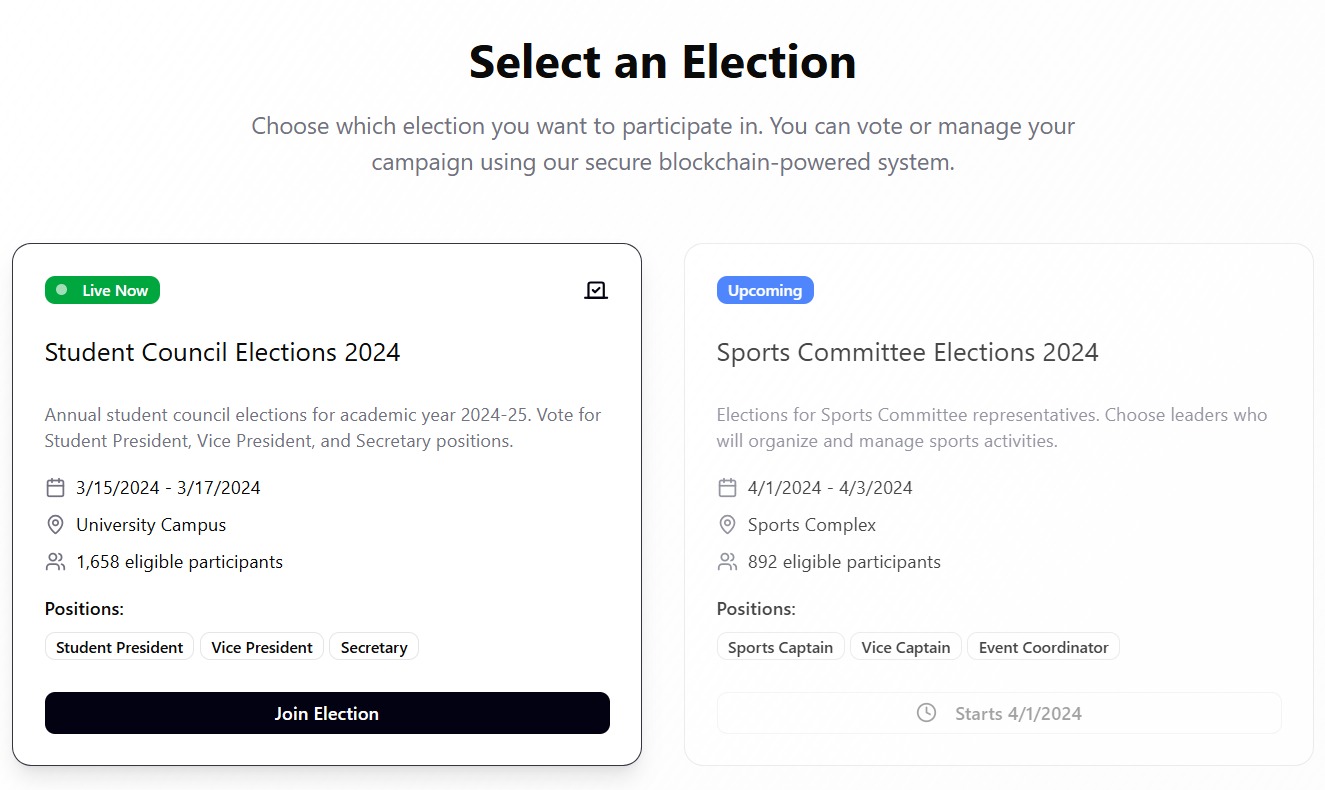 Select an Election
Choose which election you want to participate in. You can vote or manage your
campaign using our secure blockchain-powered system.
Live Now
Student Council Elections 2024
Annual student council elections for academic year 2024-25. Vote for
Student President, Vice President, and Secretary positions.
3/15/2024 - 3/17/2024
University Campus
1,658 eligible participants
Positions:
Student President Vice President Secretary
Join Election
Upcoming
Sports Committee Elections 2024
Elections for Sports Committee representatives. Choose leaders who
will organize and manage sports activities.
4/1/2024 - 4/3/2024
Sports Complex
892 eligible participants
Positions:
Sports Captain Vice Captain Event Coordinator
Starts 4/1/2024